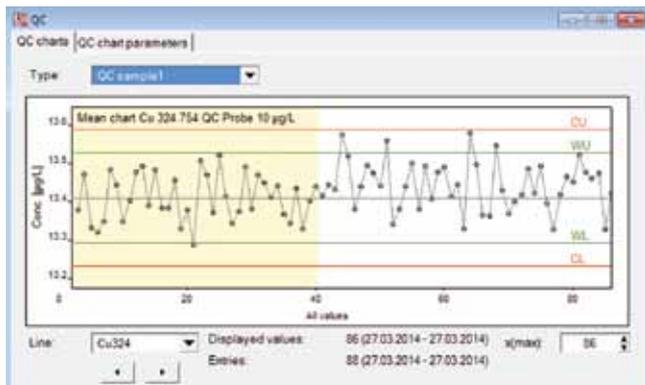 QC
QC charts QC chart parameters
Type: QC sample1
Mean chart Cu 324.754 QC Probe 10 µg/L
CU
WU
WL
CL
Conc. [µg/L]
13.6
13.5
13.4
13.3
13.2
0 20 40 60 80
All values
Line: Cu324 Displayed values: 86 (27.03.2014 - 27.03.2014) x(max): 86
Entries: 88 (27.03.2014 - 27.03.2014)